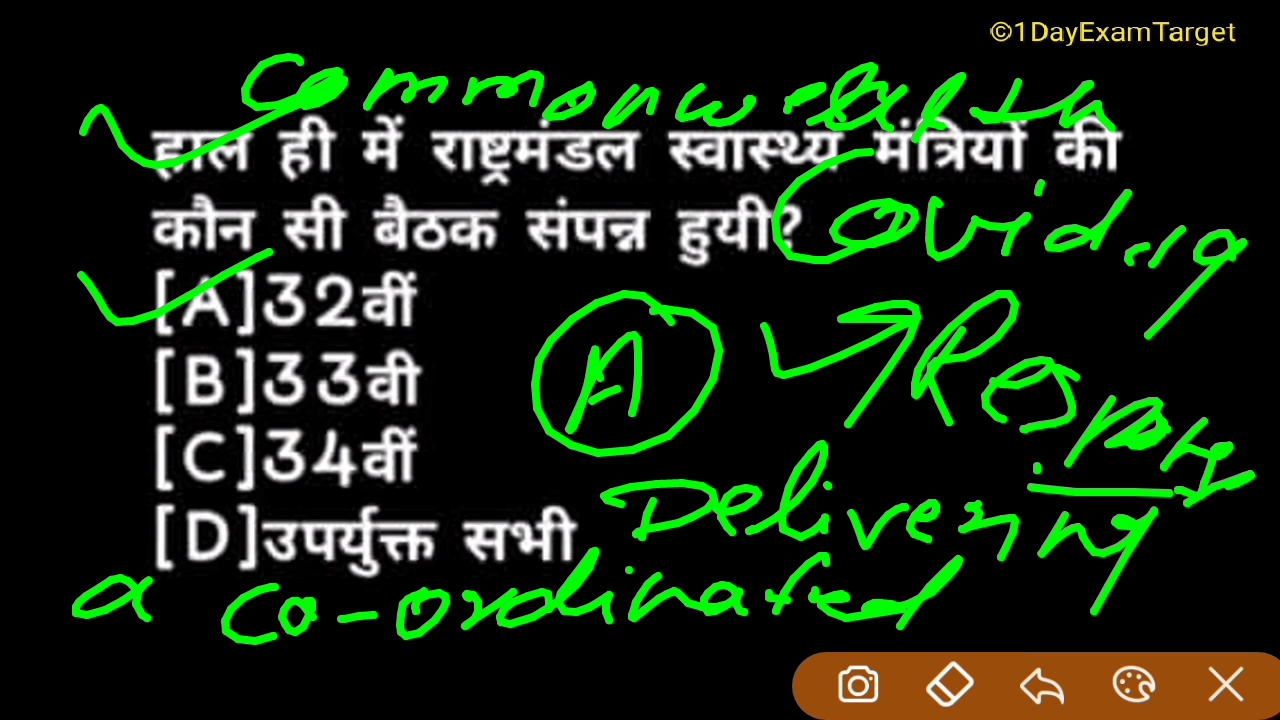 ©1DayExamTarget
Commonwealth
हाल ही में राष्ट्रमंडल स्वास्थ्य मंत्रियों की
कौन सी बैठक संपन्न हुयी?
Covid-19
[A]32वीं
[B]33वी
A
[C]34वीं
Delivering
[D]उपर्युक्त सभी
a co-ordinated